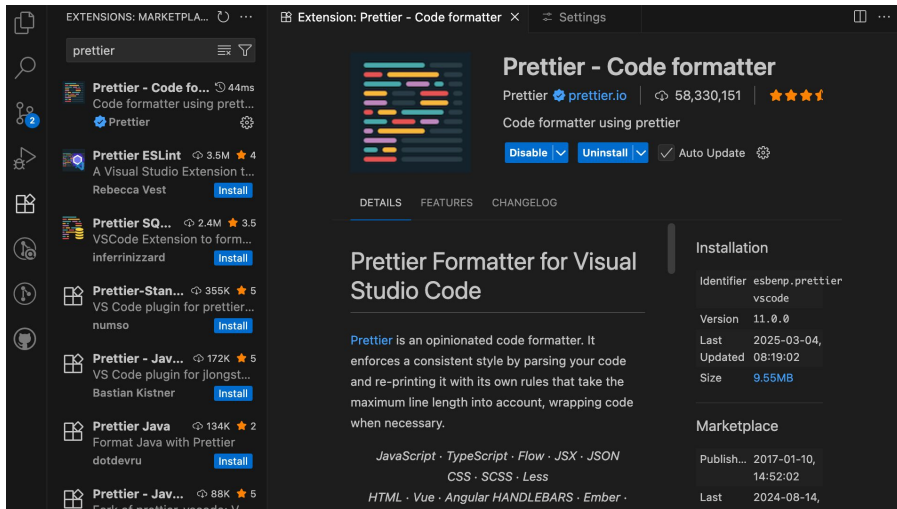 EXTENSIONS: MARKETPLA...
prettier
Prettier - Code fo... 44ms
Code formatter using prett...
Prettier
Prettier ESLint 3.5M 4
A Visual Studio Extension t...
Rebecca Vest Install
Prettier SQ... 2.4M 3.5
VSCode Extension to form...
inferrinizzard Install
Prettier-Stan... 355K 5
VS Code plugin for prettier...
numso Install
Prettier - Jav... 172K 5
VS Code plugin for jlongst...
Bastian Kistner Install
Prettier Java 134K 2
Format Java with Prettier
dotdevru Install
Prettier - Jav... 88K 5
2
Extension: Prettier - Code formatter
Settings
Prettier - Code formatter
Prettier prettier.io 58,330,151
Code formatter using prettier
Disable Uninstall Auto Update
DETAILS FEATURES CHANGELOG
Prettier Formatter for Visual
Studio Code
Prettier is an opinionated code formatter. It
enforces a consistent style by parsing your code
and re-printing it with its own rules that take the
maximum line length into account, wrapping code
when necessary.
JavaScript · TypeScript · Flow · JSX · JSON
CSS · SCSS · Less
HTML · Vue · Angular HANDLEBARS · Ember ·
Installation
Identifier esbenp.prettier
vscode
Version 11.0.0
Last 2025-03-04,
Updated 08:19:02
Size 9.55MB
Marketplace
Publish... 2017-01-10,
14:52:02
Last 2024-08-14,